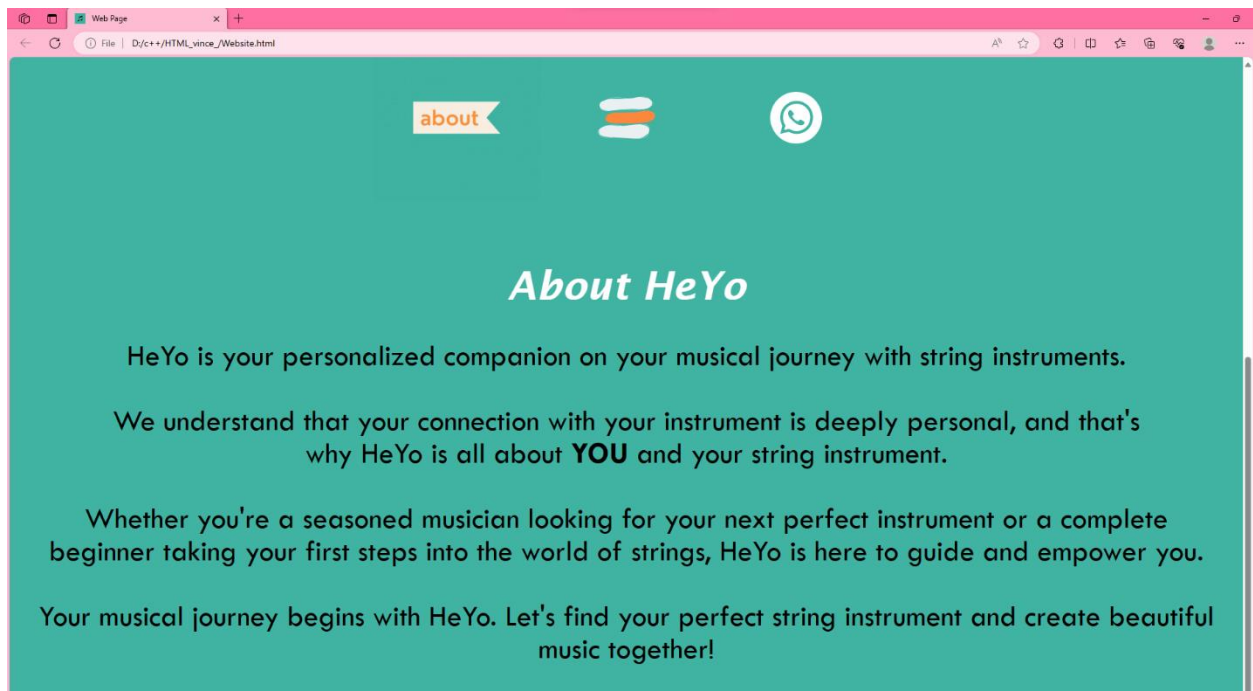 Web Page
File | D:/c++/HTML_vince_/Website.html
about
About HeYo
HeYo is your personalized companion on your musical journey with string instruments.
We understand that your connection with your instrument is deeply personal, and that's
why HeYo is all about YOU and your string instrument.
Whether you're a seasoned musician looking for your next perfect instrument or a complete
beginner taking your first steps into the world of strings, HeYo is here to guide and empower you.
Your musical journey begins with HeYo. Let's find your perfect string instrument and create beautiful
music together!